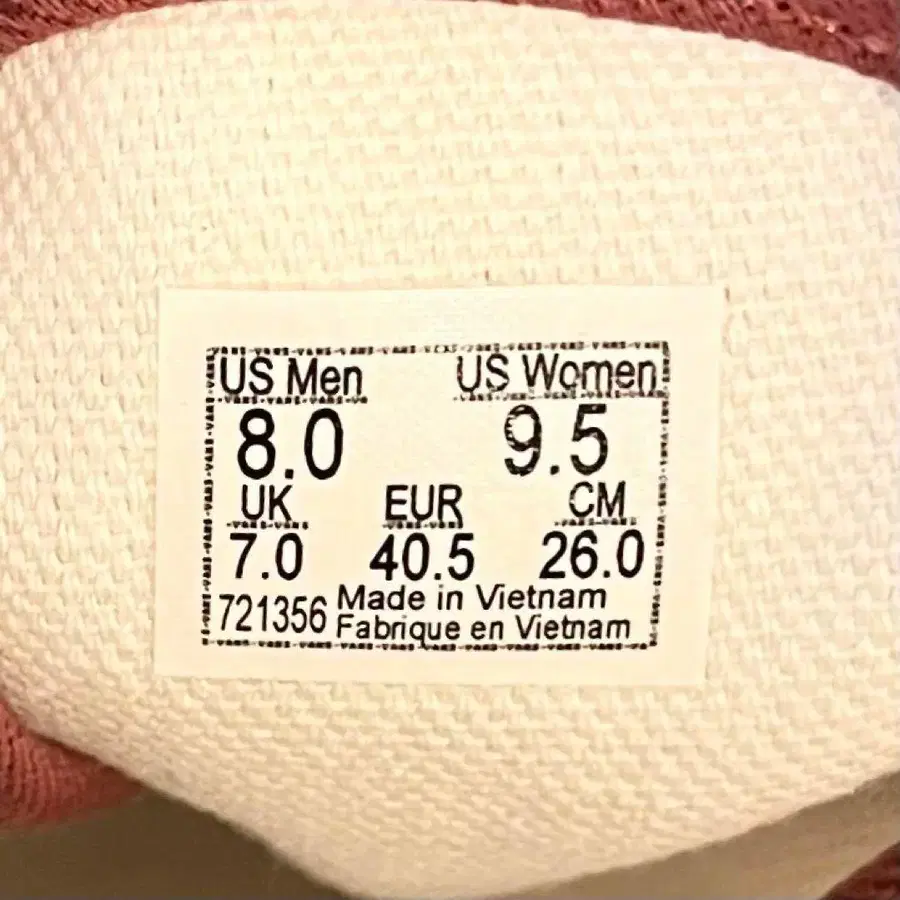 US Men US Women
8.0 9.5
UK EUR CM
7.0 40.5 26.0
721356 Made in Vietnam
Fabrique en Vietnam